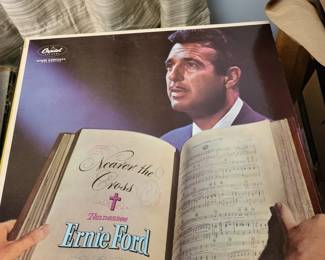 Capitol
Nearer the
Cross
Tennessee
Ernie Ford